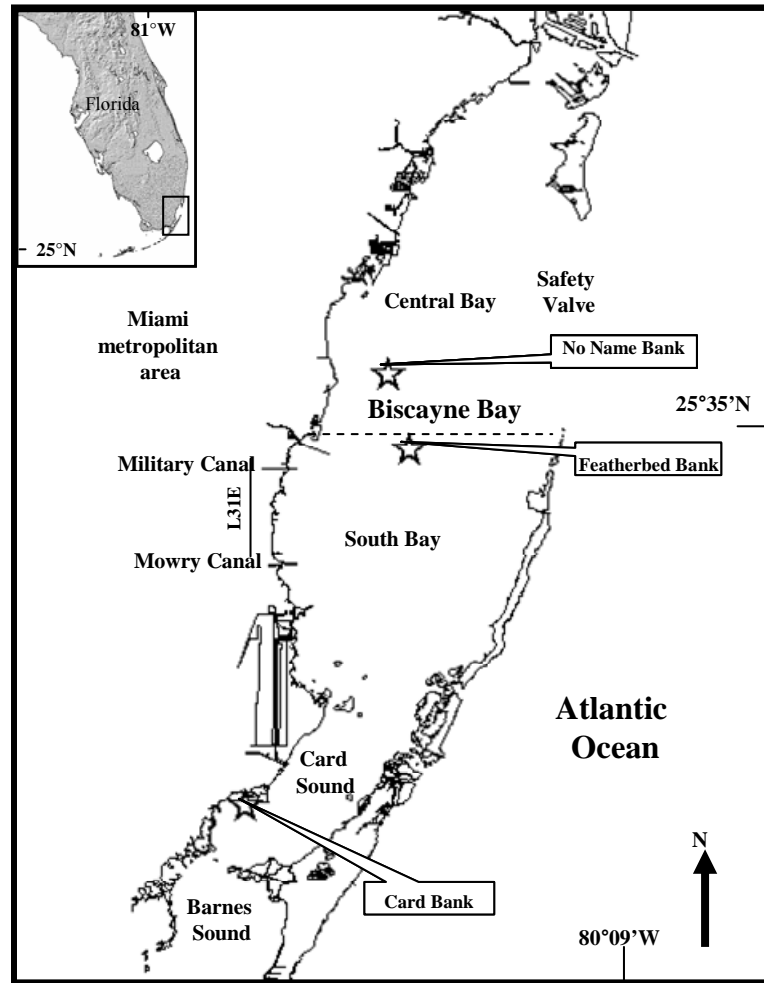 81°W
Florida
25°N
Safety
Valve
Central Bay
Miami
metropolitan
area
No Name Bank
Biscayne Bay
25°35'N
Military Canal
Featherbed Bank
L31E
South Bay
Mowry Canal
Atlantic
Ocean
Card
Sound
N
Card Bank
Barnes
Sound
80°09'W